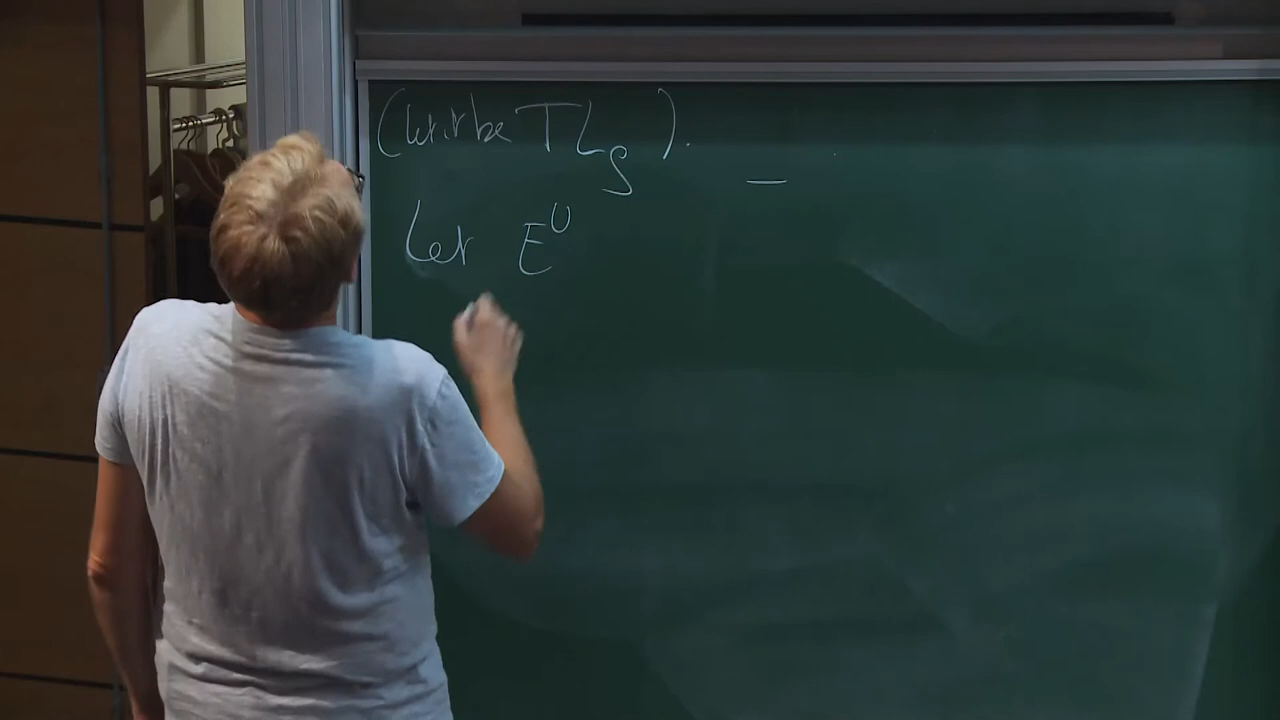 (write TL_S).
—
Let E^U